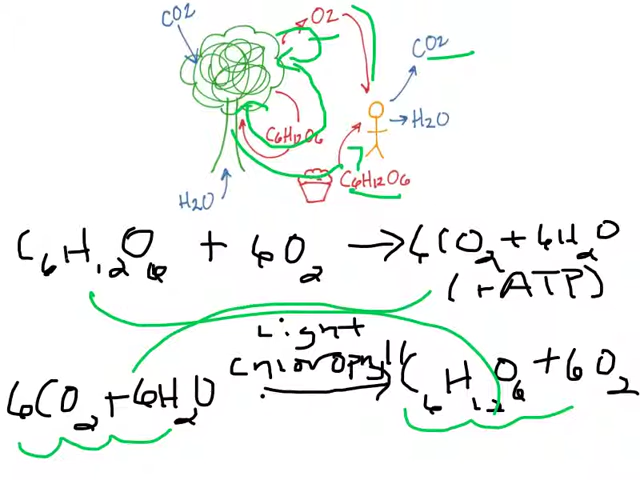 CO2
O2
CO2
H2O
C6H12O6
C6H12O6
H2O
C6H12O6 + 6O2 → 6CO2 + 6H2O
(+ATP)
Light
Chlorophyll
6CO2 + 6H2O → C6H12O6 + 6O2